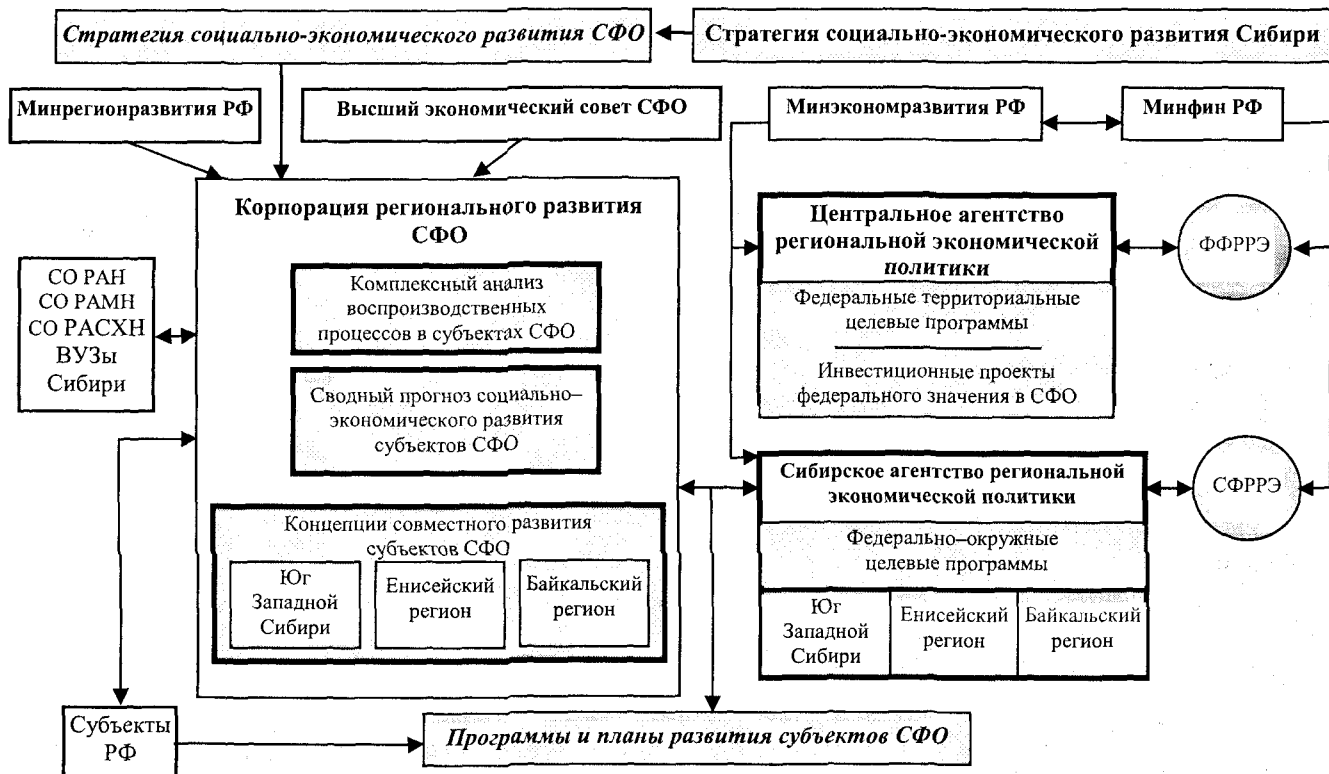 Стратегия социально-экономического развития СФО
Стратегия социально-экономического развития Сибири
Минрегионразвития РФ
Высший экономический совет СФО
Минэкономразвития РФ
Минфин РФ
Корпорация регионального развития
СФО
Комплексный анализ
воспроизводственных
процессов в субъектах СФО
Сводный прогноз социально–
экономического развития
субъектов СФО
Концепции совместного развития
субъектов СФО
Юг
Западной
Сибири
Енисейский
регион
Байкальский
регион
СО РАН
СО РАМН
СО РАСХН
ВУЗы
Сибири
Центральное агентство
региональной экономической
политики
Федеральные территориальные
целевые программы
Инвестиционные проекты
федерального значения в СФО
ФФРРЭ
Сибирское агентство региональной
экономической политики
Федерально–окружные
целевые программы
Юг
Западной
Сибири
Енисейский
регион
Байкальский
регион
СФРРЭ
Субъекты
РФ
Программы и планы развития субъектов СФО